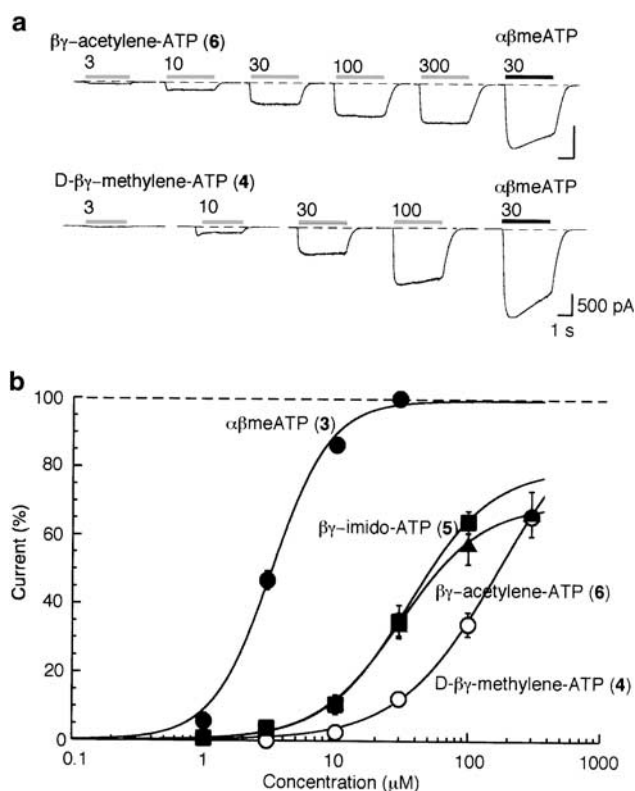 a
βγ-acetylene-ATP (6) αβmeATP
3 10 30 100 300 30
D-βγ-methylene-ATP (4) αβmeATP
3 10 30 100 30
500 pA
1 s
b
100
80
60
40
20
0
Current (%)
αβmeATP (3)
βγ-imido-ATP (5)
βγ-acetylene-ATP (6)
D-βγ-methylene-ATP (4)
0.1 1 10 100 1000
Concentration (μM)